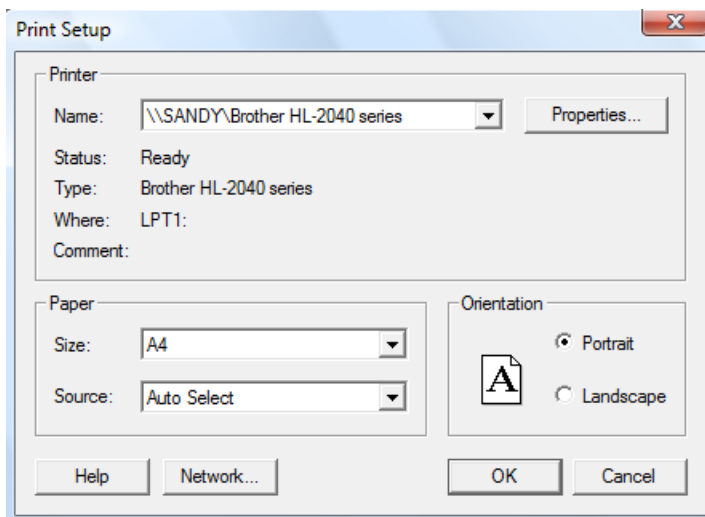 Print Setup
Printer
Name: \\SANDY\Brother HL-2040 series Properties...
Status: Ready
Type: Brother HL-2040 series
Where: LPT1:
Comment:
Paper
Size: A4
Source: Auto Select
Orientation
A
Portrait
Landscape
Help Network... OK Cancel